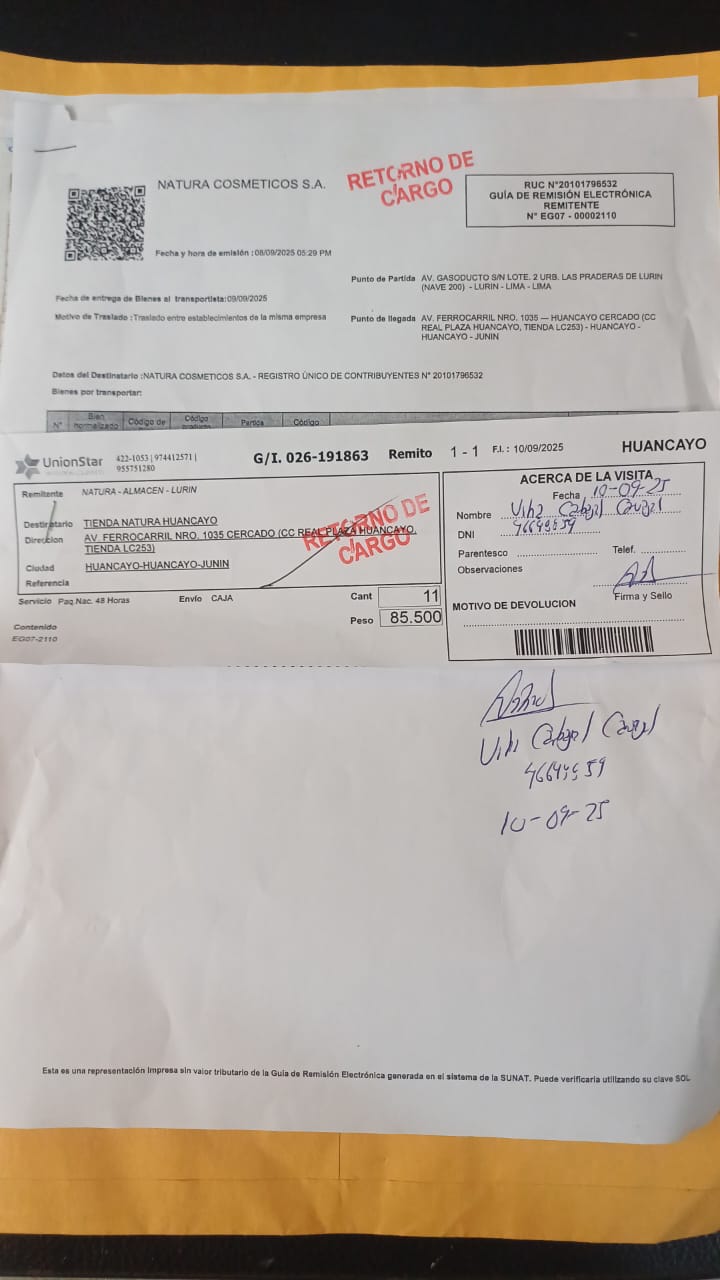 NATURA COSMETICOS S.A.
RETORNO DE
CARGO
RUC N°20101796532
GUÍA DE REMISIÓN ELECTRÓNICA
REMITENTE
N° EG07 - 00002110
Fecha y hora de emisión :08/09/2025 05:29 PM
Punto de Partida AV. GASODUCTO S/N LOTE. 2 URB. LAS PRADERAS DE LURIN
(NAVE 200) - LURIN - LIMA - LIMA
Fecha de entrega de Bienes al transportista:09/09/2025
Motivo de Traslado :Traslado entre establecimientos de la misma empresa
Punto de llegada AV. FERROCARRIL NRO. 1035 — HUANCAYO CERCADO (CC
REAL PLAZA HUANCAYO, TIENDA LC253) - HUANCAYO -
HUANCAYO - JUNIN
Datos del Destinatario :NATURA COSMETICOS S.A. - REGISTRO ÚNICO DE CONTRIBUYENTES N° 20101796532
Bienes por transportar:
N° Bien normalizado Código de Código Partida Código
UnionStar
422-1053 | 974412571 |
955751280
G/I. 026-191863 Remito 1 - 1 F.I. : 10/09/2025 HUANCAYO
Remitente NATURA - ALMACEN - LURIN
Destinatario TIENDA NATURA HUANCAYO
Dirección AV. FERROCARRIL NRO. 1035 CERCADO (CC REAL PLAZA HUANCAYO,
TIENDA LC253)
RETORNO DE
CARGO
Ciudad HUANCAYO-HUANCAYO-JUNIN
Referencia
Servicio Paq Nac. 48 Horas Envío CAJA Cant 11
Peso 85.500
Contenido
EG07-2110
ACERCA DE LA VISITA
Fecha 10-09-25
Nombre
DNI
Parentesco Telef.
Observaciones
Firma y Sello
MOTIVO DE DEVOLUCION
10-09-25
Esta es una representación impresa sin valor tributario de la Guía de Remisión Electrónica generada en el sistema de la SUNAT. Puede verificarla utilizando su clave SOL